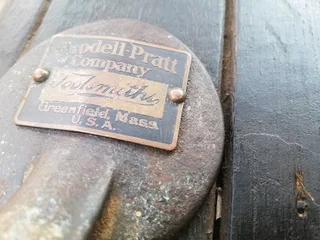 Goodell-Pratt
Company
Toolsmiths
Greenfield, Mass
U.S.A.